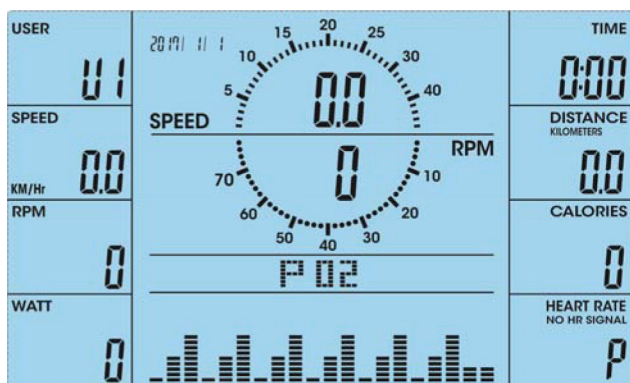 USER
U1
SPEED
KM/Hr 0.0
RPM
0
WATT
0
2017/ 1/ 1
5 10 15 20 25 30 40
0.0
SPEED
RPM
0
10 20 30 40 50 60 70
P 02
TIME
0:00
DISTANCE
KILOMETERS
0.0
CALORIES
0
HEART RATE
NO HR SIGNAL
P